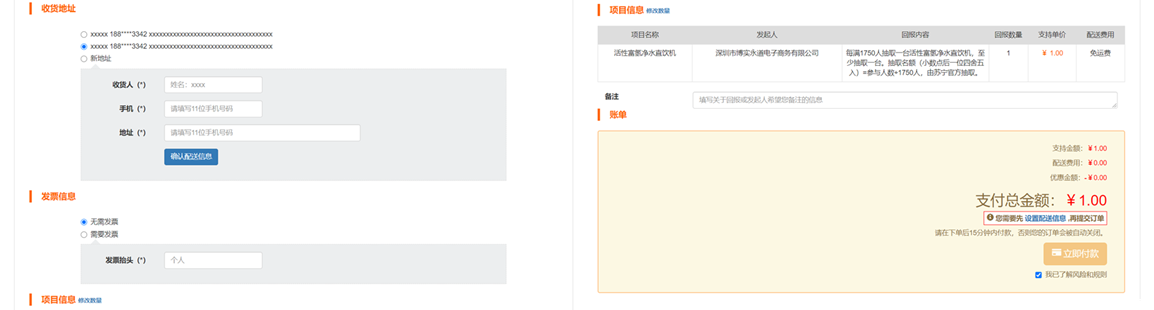 收货地址
xxxxx 188****3342 xxxxxxxxxxxxxxxxxxxxxxxxxxxxxxxxxxxxx
xxxxx 188****3342 xxxxxxxxxxxxxxxxxxxxxxxxxxxxxxxxxxxxx
新地址
收货人（*） 姓名：xxxx
手机（*） 请填写11位手机号码
地址（*） 请填写11位手机号码
确认配送信息
发票信息
无需发票
需要发票
发票抬头（*） 个人
项目信息 修改数量
项目信息 修改数量
项目名称 发起人 回报内容 回报数量 支持单价 配送费用
活性富氢净水直饮机 深圳市博实永道电子商务有限公司 每满1750人抽取一台活性富氢净水直饮机，至 1 ¥ 1.00 免运费
少抽取一台。抽取名额（小数点后一位四舍五
入）=参与人数÷1750人，由苏宁官方抽取。
备注 填写关于回报或发起人希望您备注的信息
账单
支持金额：¥ 1.00
配送费用：¥ 0.00
优惠金额：- ¥ 0.00
支付总金额：¥ 1.00
您需要先 设置配送信息 ,再提交订单
请在下单后15分钟内付款，否则您的订单会被自动关闭。
立即付款
我已了解风险和规则